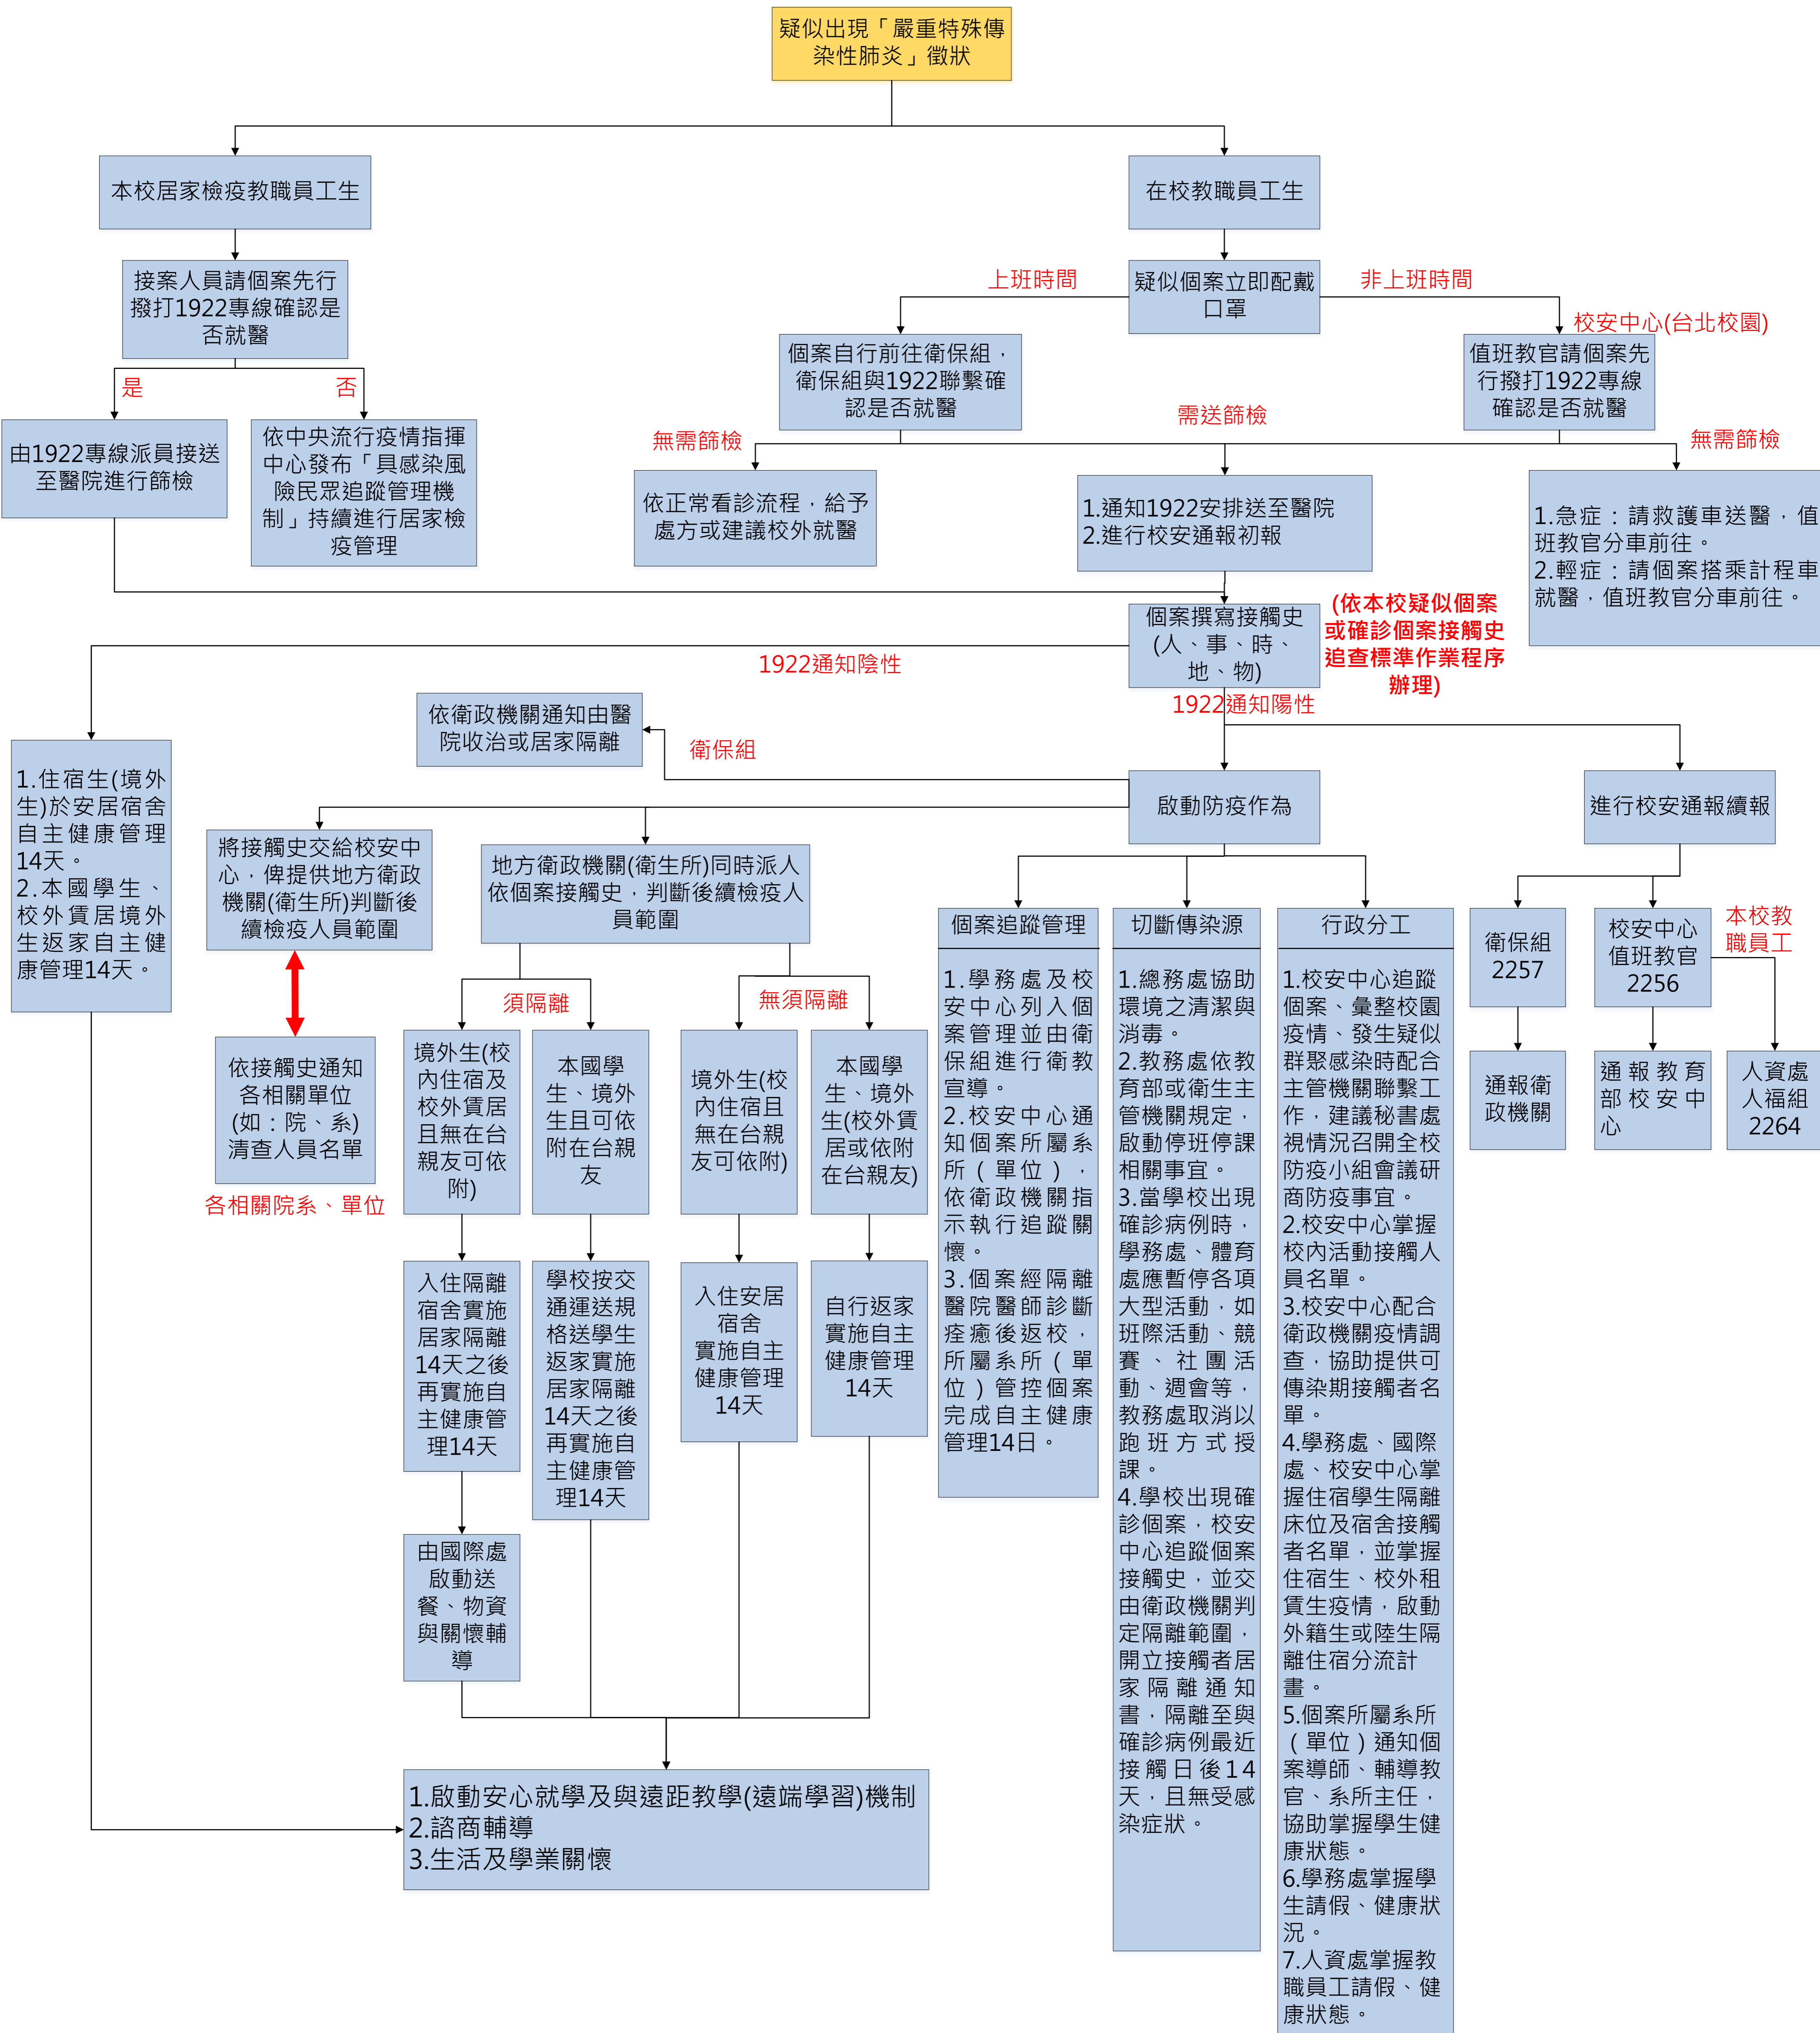 疑似出現「嚴重特殊傳
染性肺炎」徵狀
本校居家檢疫教職員工生
在校教職員工生
接案人員請個案先行
撥打1922專線確認是
否就醫
上班時間
疑似個案立即配戴
口罩
非上班時間
校安中心(台北校園)
個案自行前往衛保組，
衛保組與1922聯繫確
認是否就醫
值班教官請個案先
行撥打1922專線
確認是否就醫
是
否
由1922專線派員接送
至醫院進行篩檢
依中央流行疫情指揮
中心發布「具感染風
險民眾追蹤管理機
制」持續進行居家檢
疫管理
無需篩檢
需送篩檢
無需篩檢
依正常看診流程，給予
處方或建議校外就醫
1.通知1922安排送至醫院
2.進行校安通報初報
1.急症：請救護車送醫，值
班教官分車前往。
2.輕症：請個案搭乘計程車
就醫，值班教官分車前往。
個案撰寫接觸史
(人、事、時、
地、物)
(依本校疑似個案
或確診個案接觸史
追查標準作業程序
辦理)
1922通知陰性
1922通知陽性
依衛政機關通知由醫
院收治或居家隔離
衛保組
1.住宿生(境外
生)於安居宿舍
自主健康管理
14天。
2.本國學生、
校外賃居境外
生返家自主健
康管理14天。
啟動防疫作為
進行校安通報續報
將接觸史交給校安中
心，俾提供地方衛政
機關(衛生所)判斷後
續檢疫人員範圍
地方衛政機關(衛生所)同時派人
依個案接觸史，判斷後續檢疫人
員範圍
依接觸史通知
各相關單位
(如：院、系)
清查人員名單
各相關院系、單位
須隔離
無須隔離
境外生(校
內住宿及
校外賃居
且無在台
親友可依
附)
本國學
生、境外
生且可依
附在台親
友
境外生(校
內住宿且
無在台親
友可依附)
本國學
生、境外
生(校外賃
居或依附
在台親友)
入住隔離
宿舍實施
居家隔離
14天之後
再實施自
主健康管
理14天
學校按交
通運送規
格送學生
返家實施
居家隔離
14天之後
再實施自
主健康管
理14天
入住安居
宿舍
實施自主
健康管理
14天
自行返家
實施自主
健康管理
14天
由國際處
啟動送
餐、物資
與關懷輔
導
1.啟動安心就學及與遠距教學(遠端學習)機制
2.諮商輔導
3.生活及學業關懷
個案追蹤管理
1.學務處及校
安中心列入個
案管理並由衛
保組進行衛教
宣導。
2.校安中心通
知個案所屬系
所（單位），
依衛政機關指
示執行追蹤關
懷。
3.個案經隔離
醫院醫師診斷
痊癒後返校，
所屬系所（單
位）管控個案
完成自主健康
管理14日。
切斷傳染源
1.總務處協助
環境之清潔與
消毒。
2.教務處依教
育部或衛生主
管機關規定，
啟動停班停課
相關事宜。
3.當學校出現
確診病例時，
學務處、體育
處應暫停各項
大型活動，如
班際活動、競
賽、社團活
動、週會等，
教務處取消以
跑班方式授
課。
4.學校出現確
診個案，校安
中心追蹤個案
接觸史，並交
由衛政機關判
定隔離範圍，
開立接觸者居
家隔離通知
書，隔離至與
確診病例最近
接觸日後14
天，且無受感
染症狀。
行政分工
1.校安中心追蹤
個案、彙整校園
疫情、發生疑似
群聚感染時配合
主管機關聯繫工
作，建議秘書處
視情況召開全校
防疫小組會議研
商防疫事宜。
2.校安中心掌握
校內活動接觸人
員名單。
3.校安中心配合
衛政機關疫情調
查，協助提供可
傳染期接觸者名
單。
4.學務處、國際
處、校安中心掌
握住宿學生隔離
床位及宿舍接觸
者名單，並掌握
住宿生、校外租
賃生疫情，啟動
外籍生或陸生隔
離住宿分流計
畫。
5.個案所屬系所
（單位）通知個
案導師、輔導教
官、系所主任，
協助掌握學生健
康狀態。
6.學務處掌握學
生請假、健康狀
況。
7.人資處掌握教
職員工請假、健
康狀態。
衛保組
2257
校安中心
值班教官
2256
本校教
職員工
通報衛
政機關
通報教育
部校安中
心
人資處
人福組
2264